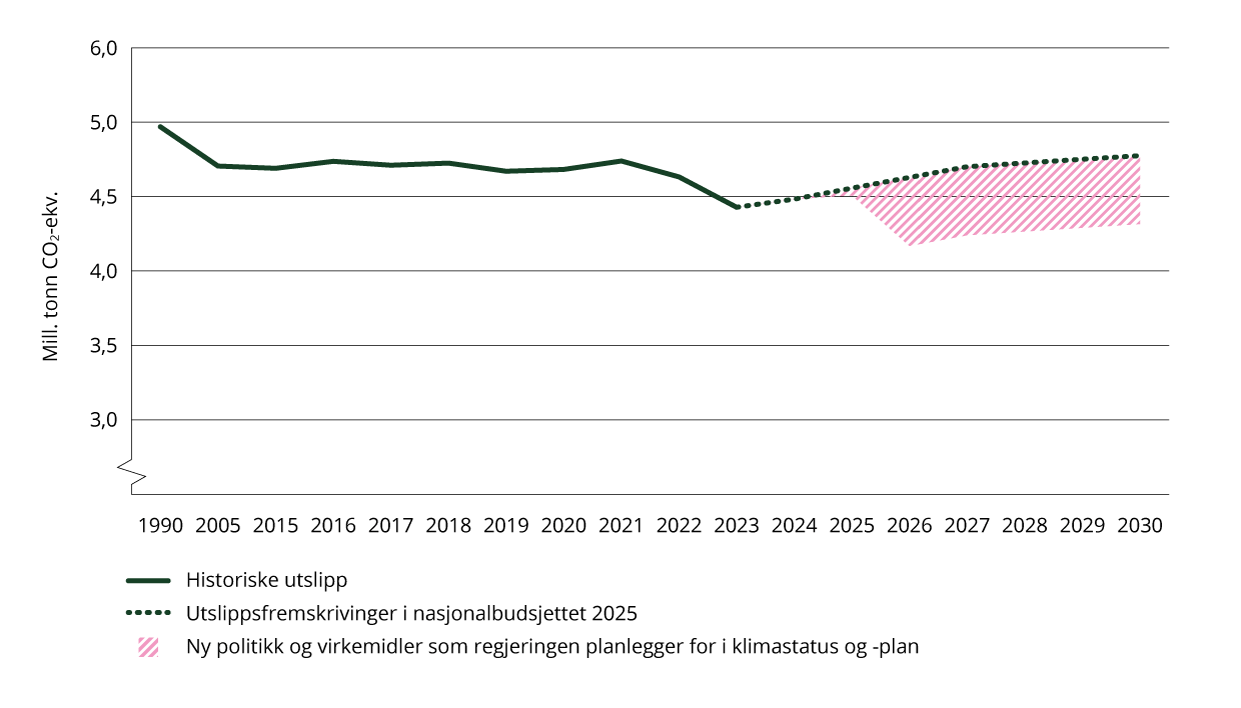 6,0
5,0
4,5
4,0
3,5
3,0
Mill. tonn CO₂-ekv.
1990 2005 2015 2016 2017 2018 2019 2020 2021 2022 2023 2024 2025 2026 2027 2028 2029 2030
Historiske utslipp
Utslippsfremskrivinger i nasjonalbudsjettet 2025
Ny politikk og virkemidler som regjeringen planlegger for i klimastatus og -plan